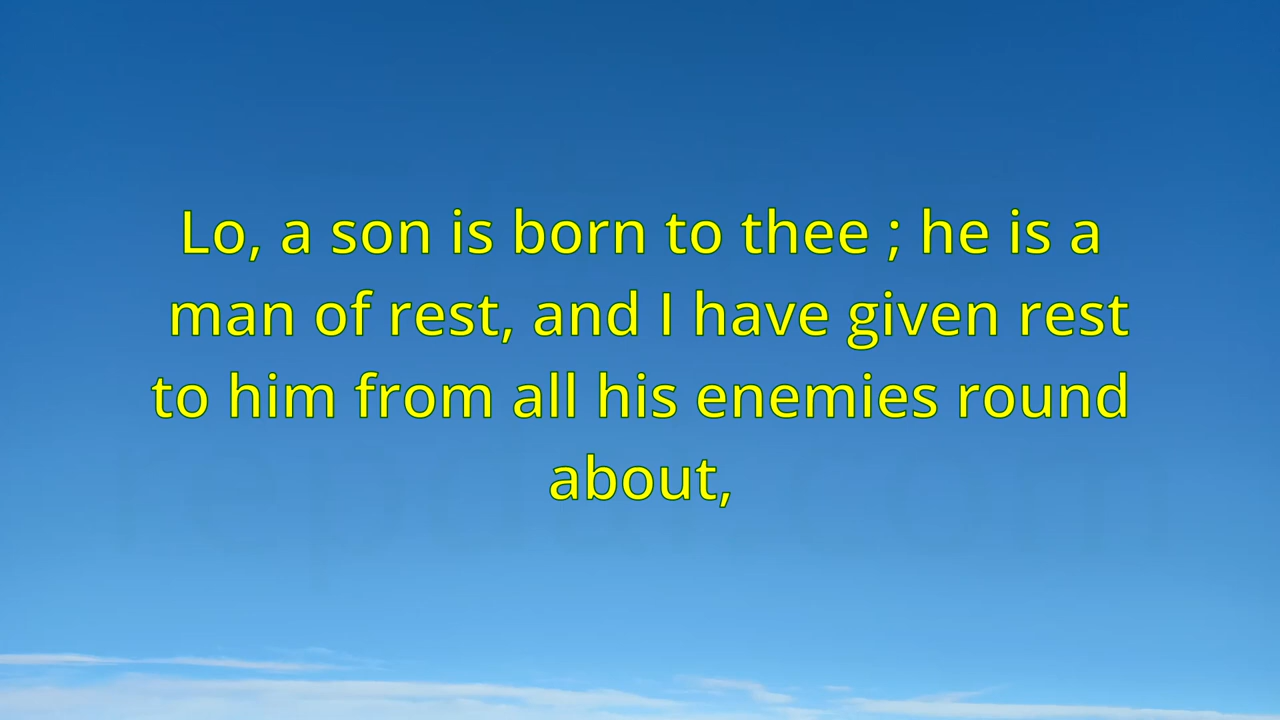 Lo, a son is born to thee ; he is a
man of rest, and I have given rest
to him from all his enemies round
about,